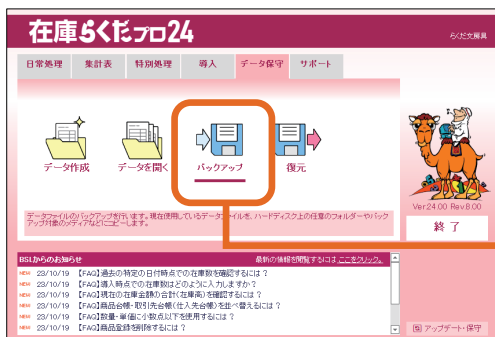 在庫らくだプロ24
らくだ文房具
日常処理 集計表 特別処理 導入 データ保守 サポート
データ作成 データを開く バックアップ 復元
データファイルのバックアップを行います。現在使用しているデータファイルを、ハードディスク上の任意のフォルダーやバックアップ対象のメディアなどにコピーします。
Ver24.00 Rev8.00
終了
BSLからのお知らせ 最新の情報を閲覧するにはここをクリック。
NEW 23/10/19 【FAQ】過去の特定の日付時点での在庫数を確認するには？
NEW 23/10/19 【FAQ】導入時点での在庫数はどのように入力しますか？
NEW 23/10/19 【FAQ】現在の在庫金額の合計(在庫高)を確認するには？
NEW 23/10/19 【FAQ】商品台帳・取引先台帳(仕入先台帳)を並べ替えるには？
NEW 23/10/19 【FAQ】数量・単価に小数点以下を使用するには？
NEW 23/10/19 【FAQ】商品登録を削除するには？
アップデート・保守